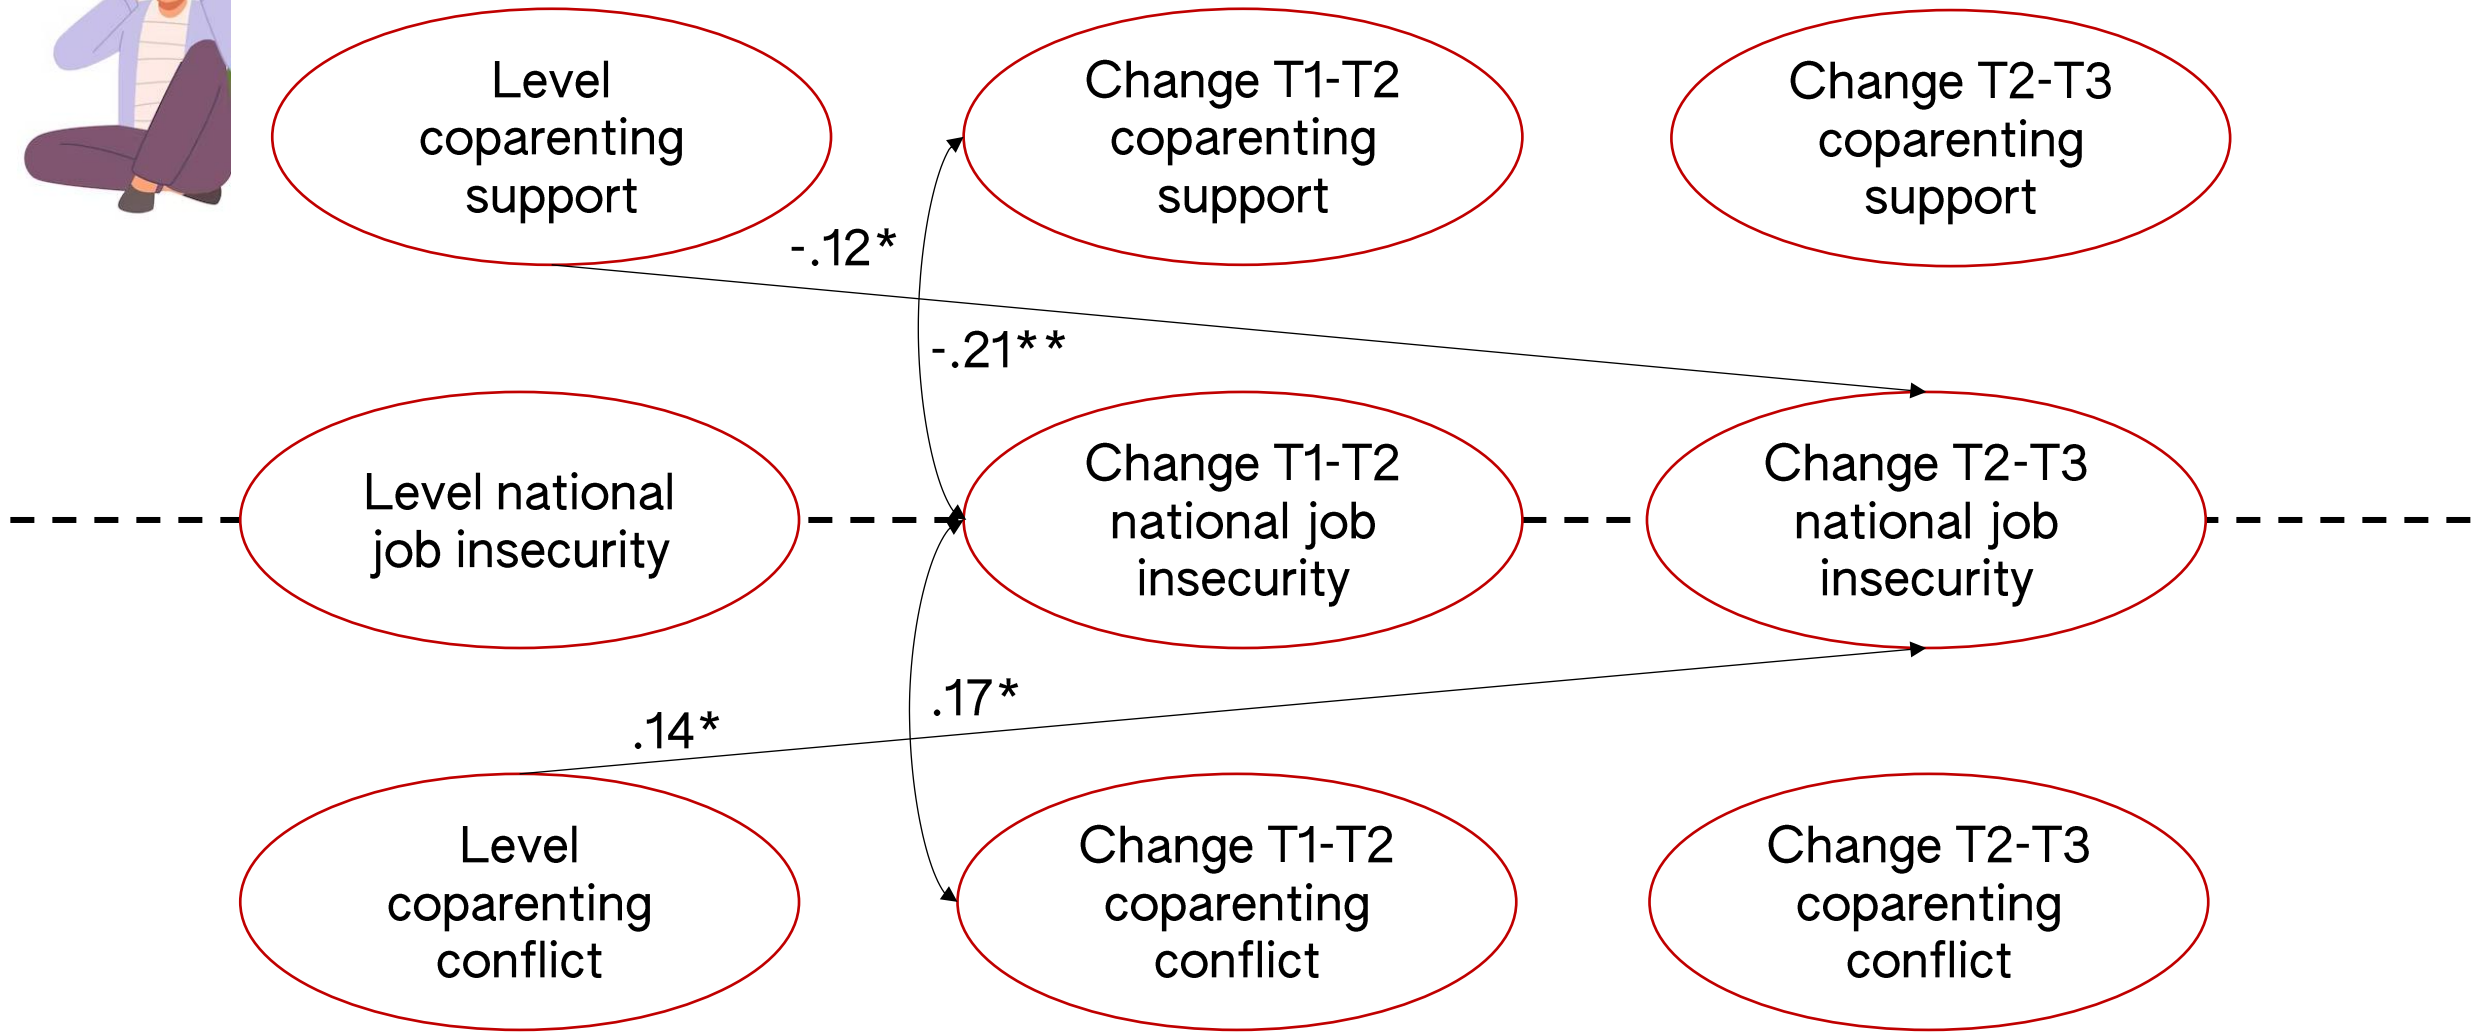 Level
coparenting
support
Change T1-T2
coparenting
support
Change T2-T3
coparenting
support
-.12*
-.21**
Level national
job insecurity
Change T1-T2
national job
insecurity
Change T2-T3
national job
insecurity
.17*
.14*
Level
coparenting
conflict
Change T1-T2
coparenting
conflict
Change T2-T3
coparenting
conflict